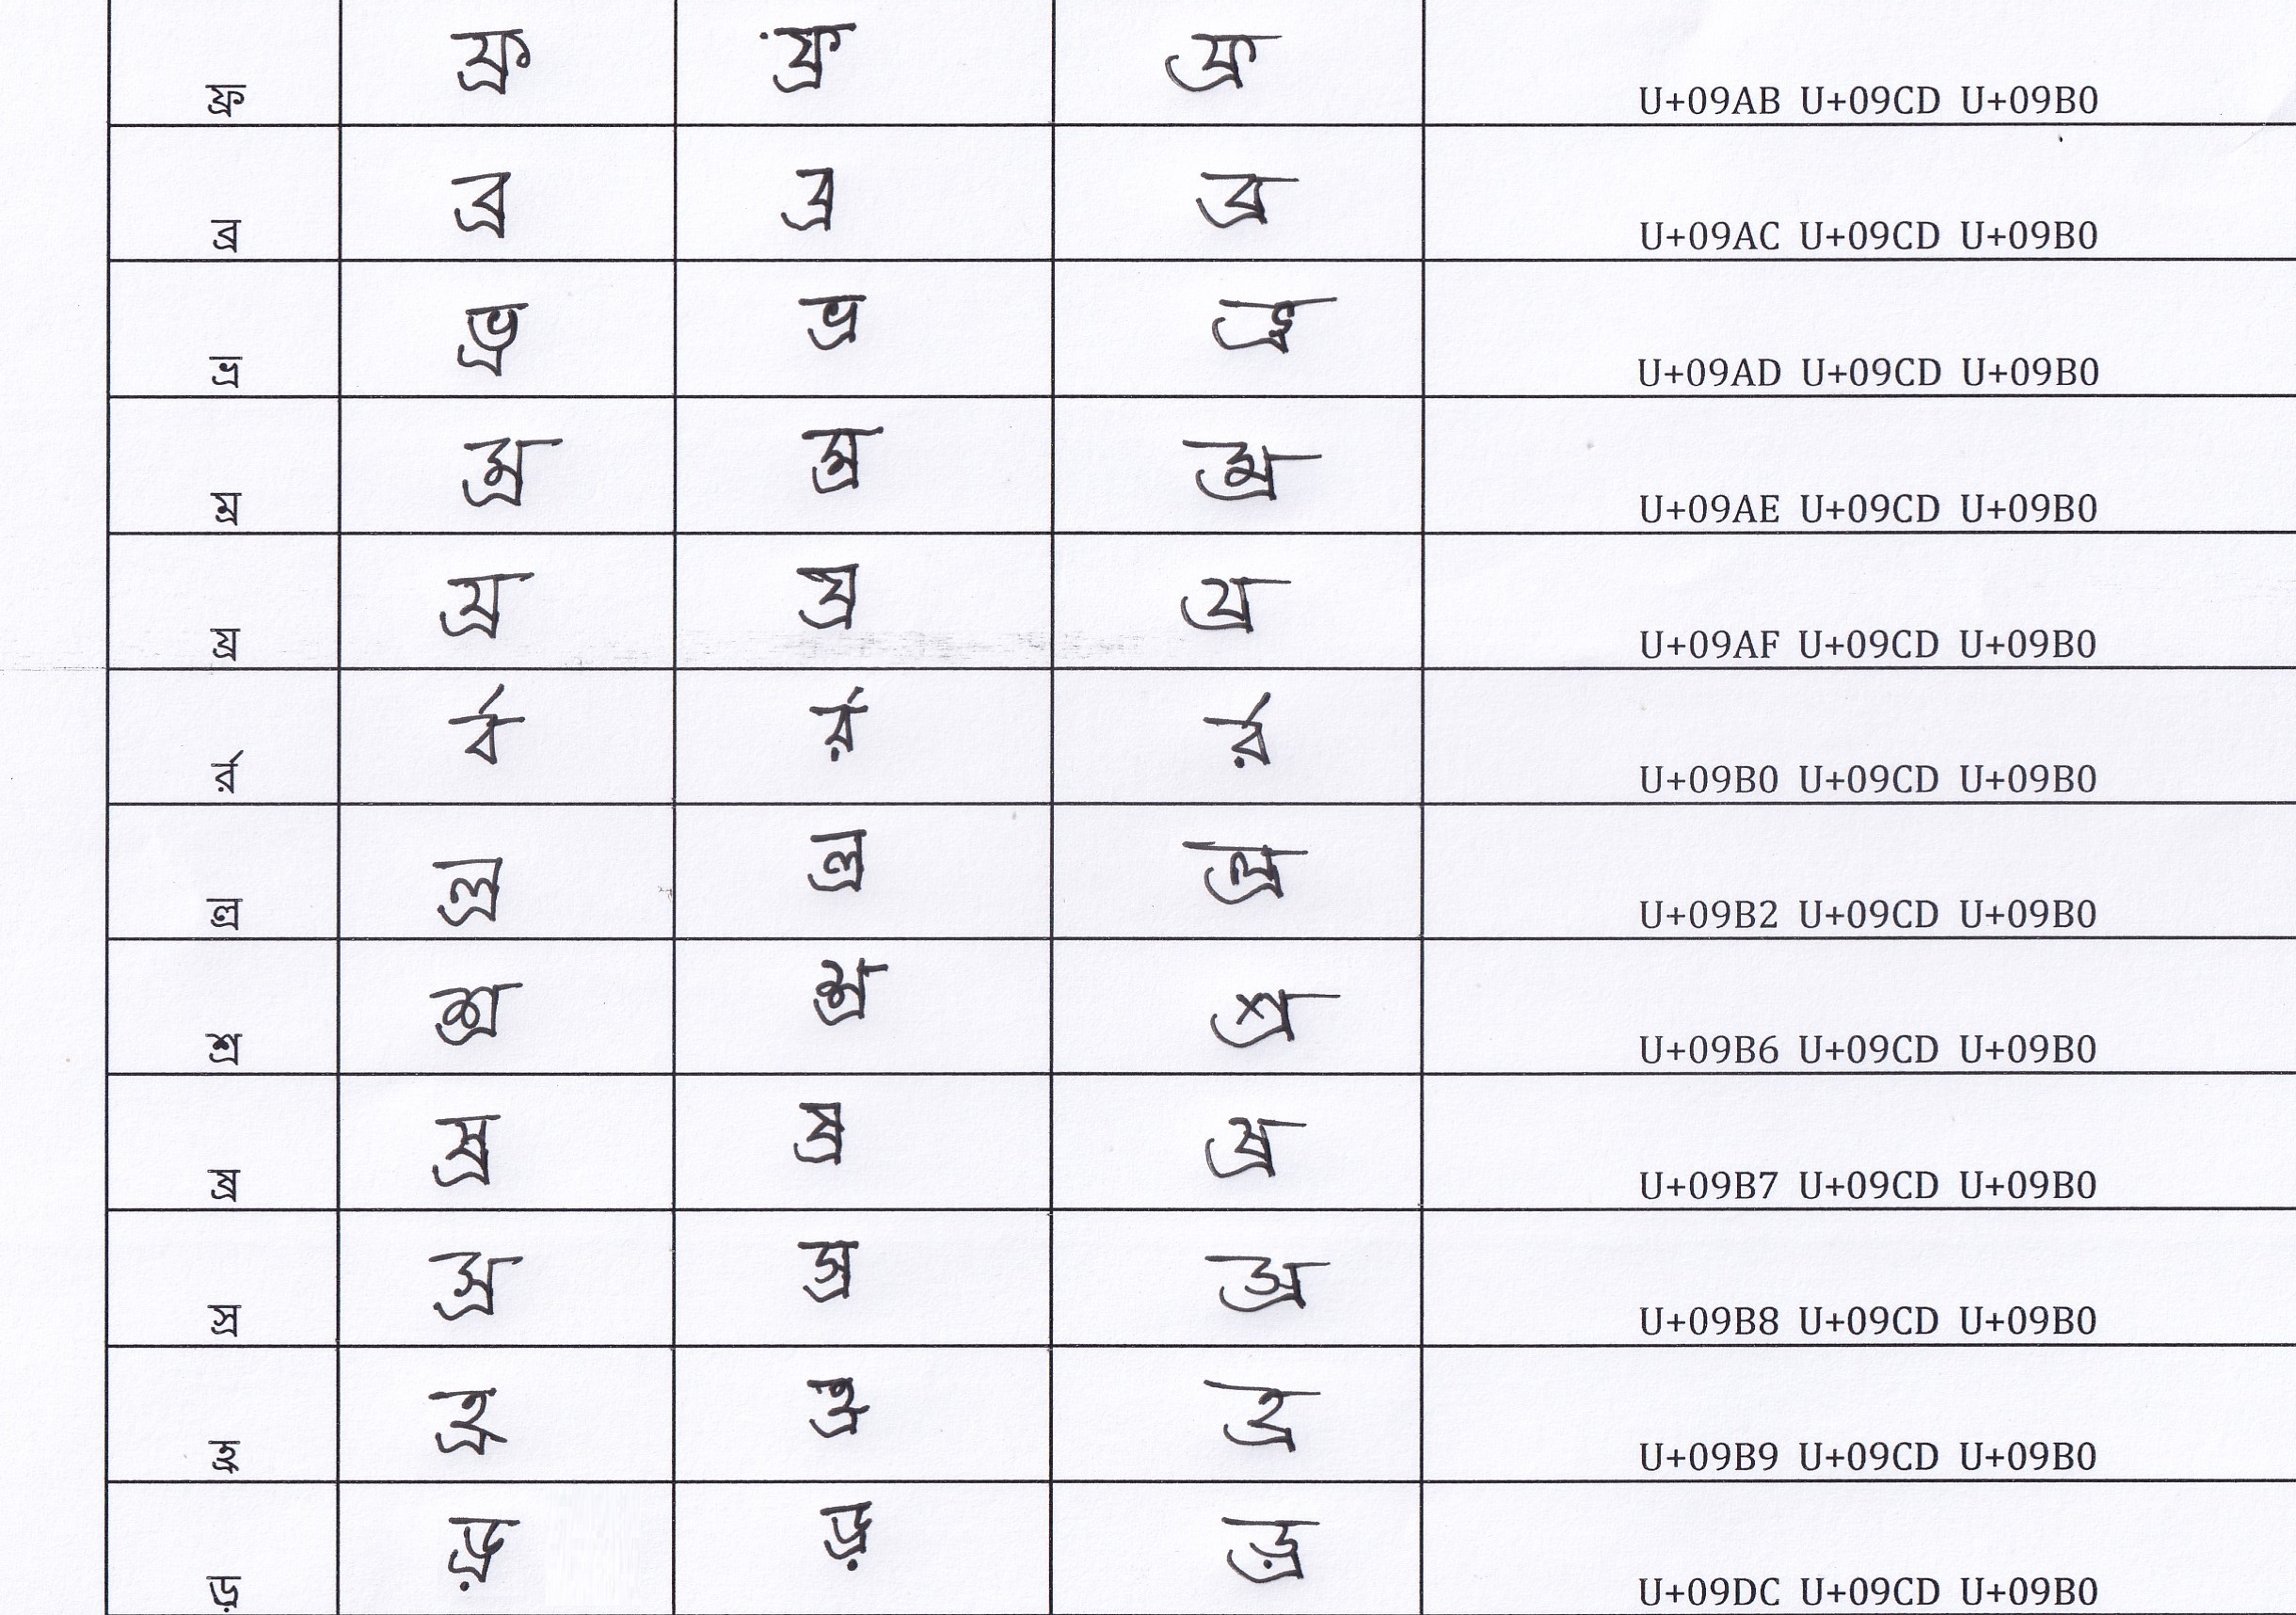 ফ্র ফ্র ফ্র ফ্র U+09AB U+09CD U+09B0
ব্র ব্র ব্র ব্র U+09AC U+09CD U+09B0
ভ্র ভ্র ভ্র ভ্র U+09AD U+09CD U+09B0
ম্র ম্র ম্র ম্র U+09AE U+09CD U+09B0
য্র য্র য্র য্র U+09AF U+09CD U+09B0
র্র র্ব র্র র্র U+09B0 U+09CD U+09B0
ল্র ল্র ল্র ল্র U+09B2 U+09CD U+09B0
শ্র শ্র শ্র শ্র U+09B6 U+09CD U+09B0
ষ্র ষ্র ষ্র ষ্র U+09B7 U+09CD U+09B0
স্র স্র স্র স্র U+09B8 U+09CD U+09B0
হ্র হ্র হ্র হ্র U+09B9 U+09CD U+09B0
ড়্র ড়্র ড়্র ড়্র U+09DC U+09CD U+09B0